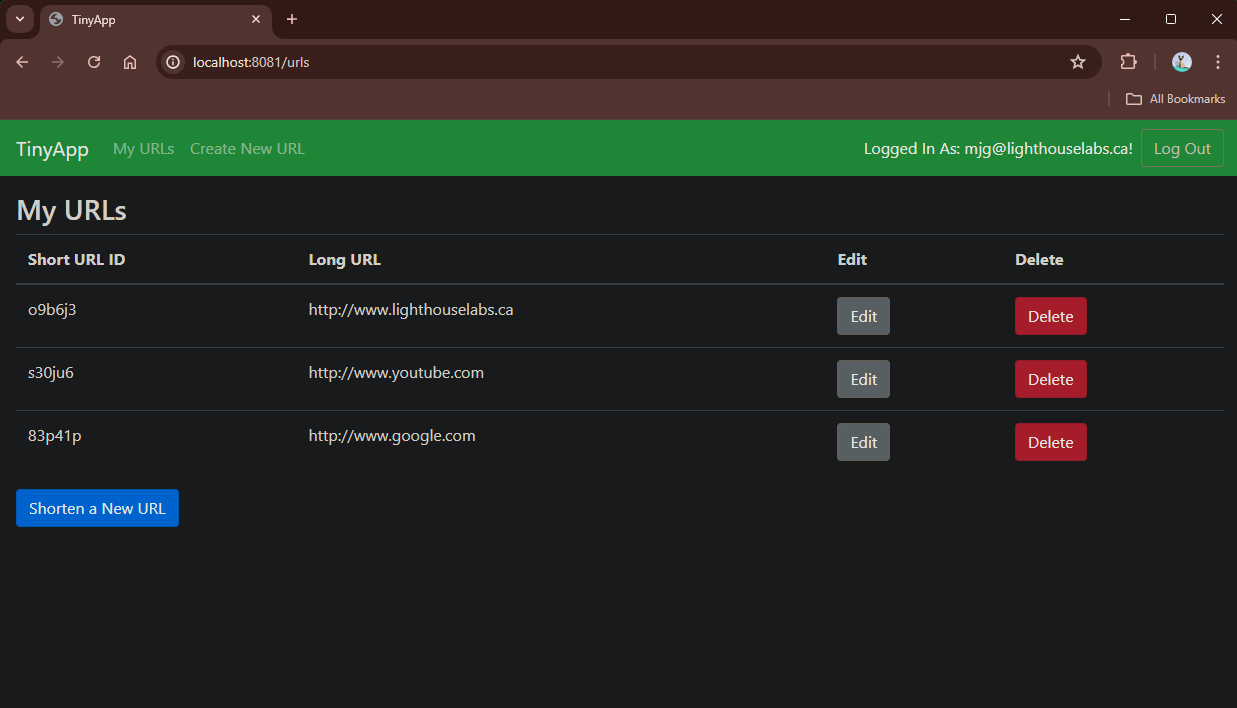 TinyApp
localhost:8081/urls
All Bookmarks
TinyApp My URLs Create New URL Logged In As: mjg@lighthouselabs.ca! Log Out
My URLs
Short URL ID Long URL Edit Delete
o9b6j3 http://www.lighthouselabs.ca Edit Delete
s30ju6 http://www.youtube.com Edit Delete
83p41p http://www.google.com Edit Delete
Shorten a New URL